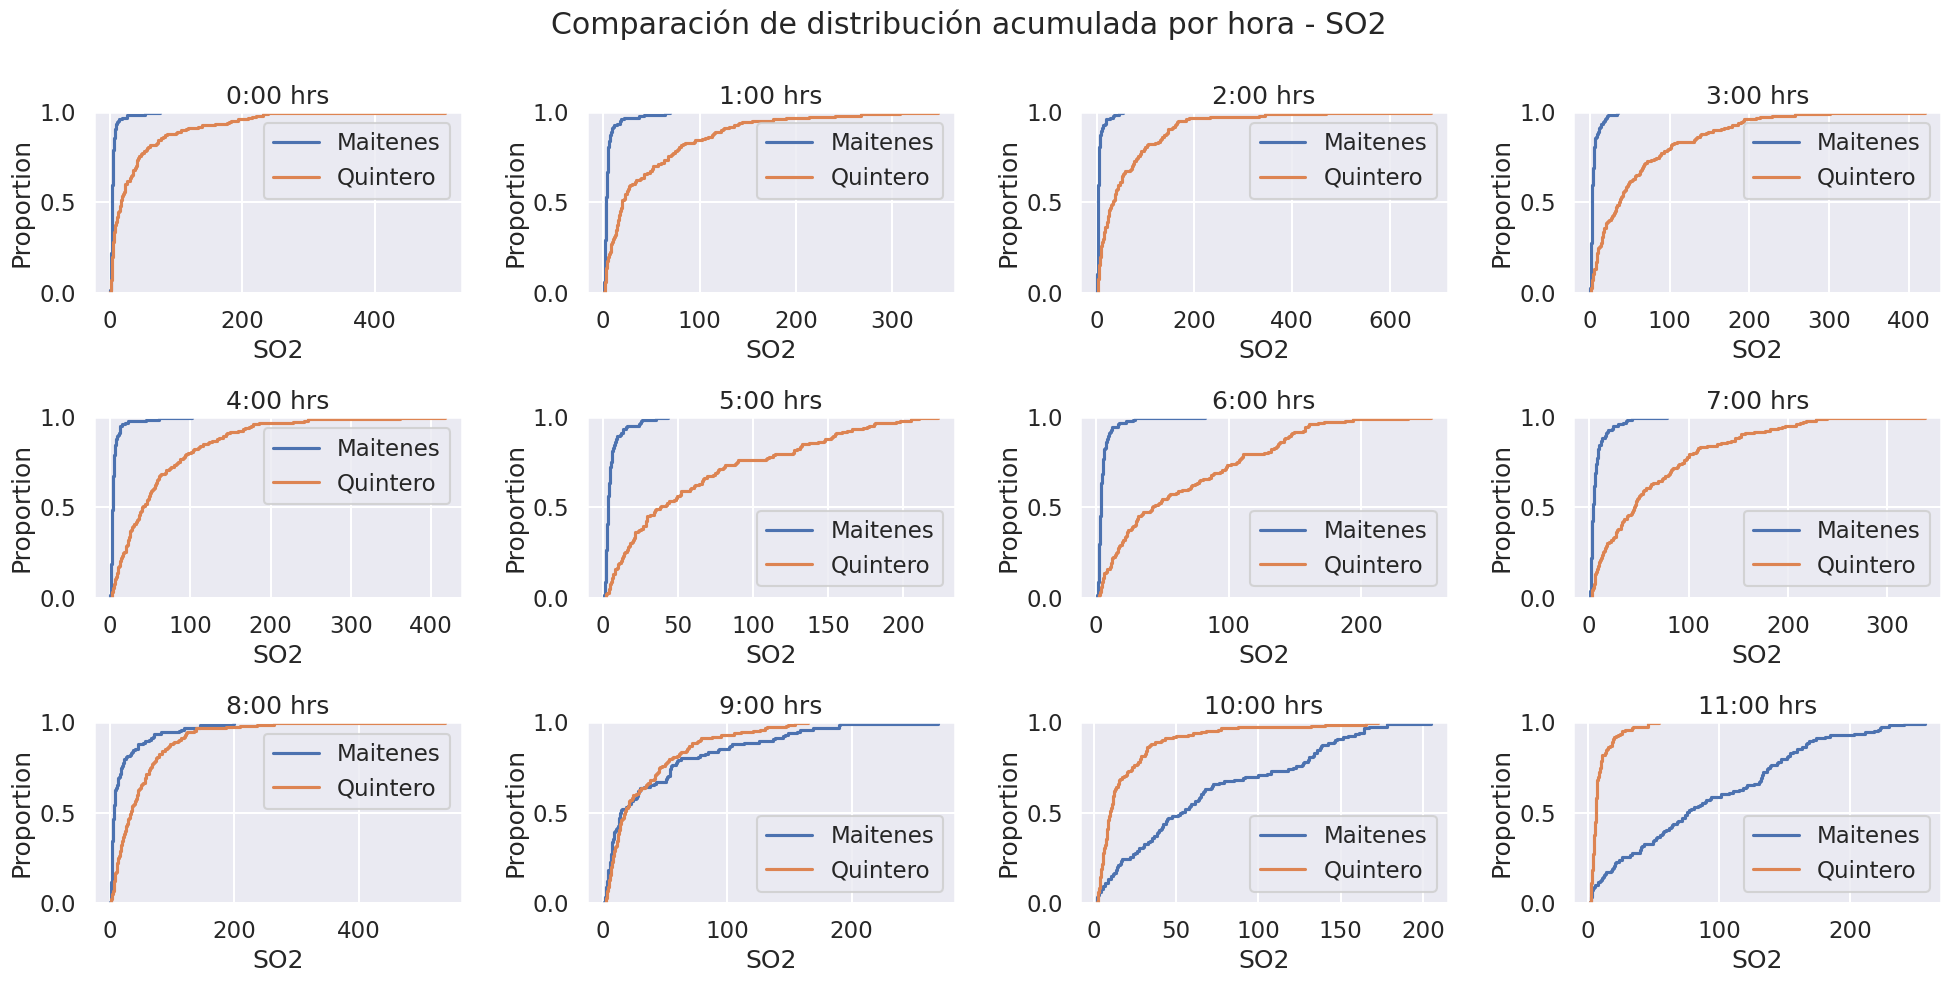 Comparación de distribución acumulada por hora - SO2
0:00 hrs
1.0
0.5
0.0
Proportion
Maitenes
Quintero
0 200 400
SO2
1:00 hrs
1.0
0.5
0.0
Proportion
Maitenes
Quintero
0 100 200 300
SO2
2:00 hrs
1.0
0.5
0.0
Proportion
Maitenes
Quintero
0 200 400 600
SO2
3:00 hrs
1.0
0.5
0.0
Proportion
Maitenes
Quintero
0 100 200 300 400
SO2
4:00 hrs
1.0
0.5
0.0
Proportion
Maitenes
Quintero
0 100 200 300 400
SO2
5:00 hrs
1.0
0.5
0.0
Proportion
Maitenes
Quintero
0 50 100 150 200
SO2
6:00 hrs
1.0
0.5
0.0
Proportion
Maitenes
Quintero
0 100 200
SO2
7:00 hrs
1.0
0.5
0.0
Proportion
Maitenes
Quintero
0 100 200 300
SO2
8:00 hrs
1.0
0.5
0.0
Proportion
Maitenes
Quintero
0 200 400
SO2
9:00 hrs
1.0
0.5
0.0
Proportion
Maitenes
Quintero
0 100 200
SO2
10:00 hrs
1.0
0.5
0.0
Proportion
Maitenes
Quintero
0 50 100 150 200
SO2
11:00 hrs
1.0
0.5
0.0
Proportion
Maitenes
Quintero
0 100 200
SO2